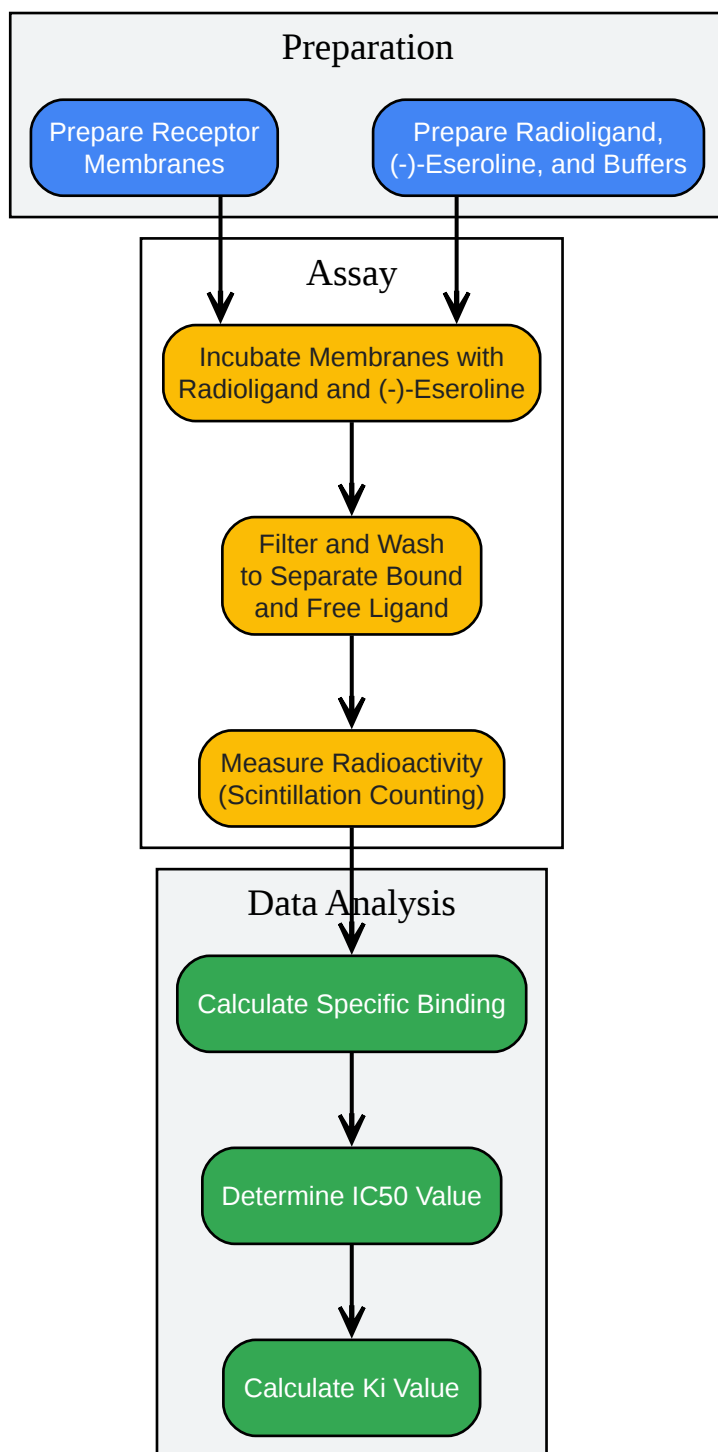 Preparation
Prepare Receptor
Membranes
Prepare Radioligand,
(-)-Eseroline, and Buffers
Assay
Incubate Membranes with
Radioligand and (-)-Eseroline
Filter and Wash
to Separate Bound
and Free Ligand
Measure Radioactivity
(Scintillation Counting)
Data Analysis
Calculate Specific Binding
Determine IC50 Value
Calculate Ki Value